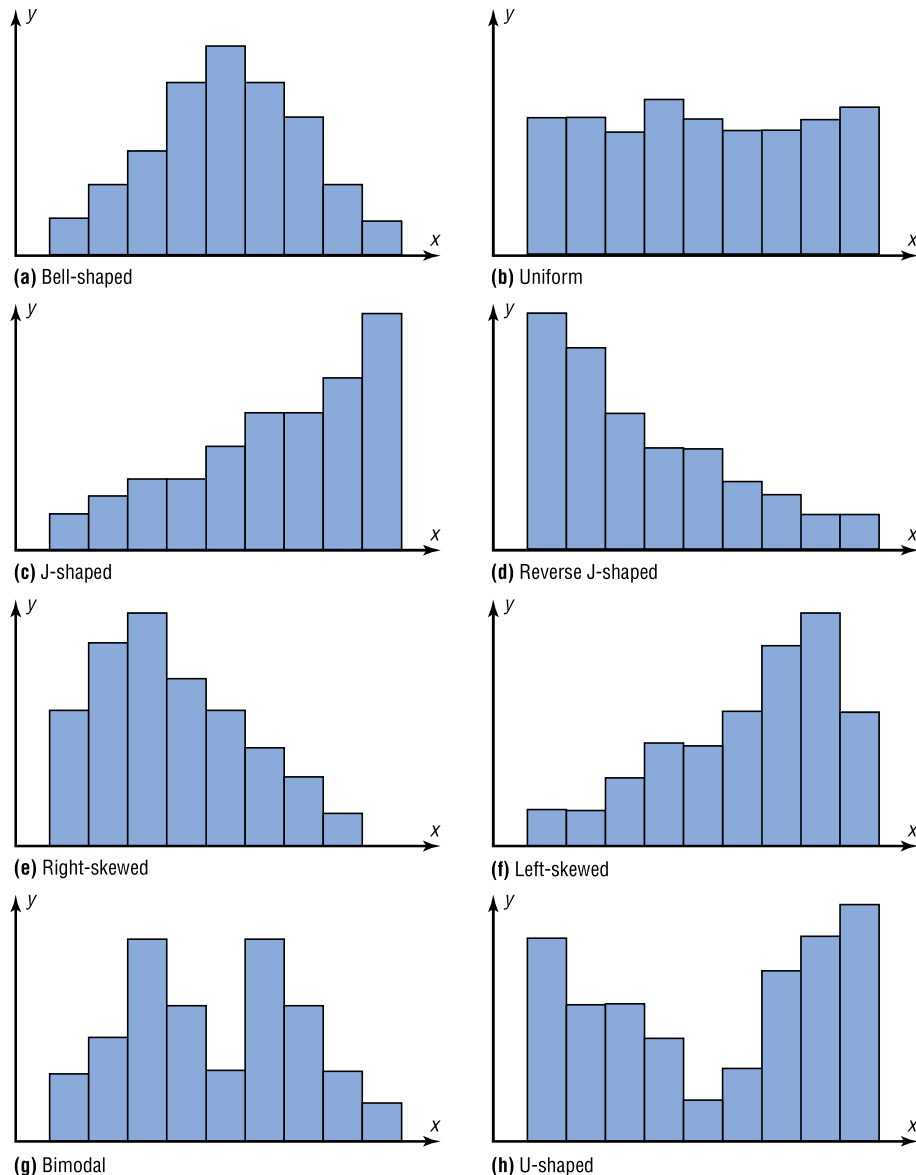 y
x
(a) Bell-shaped
y
x
(b) Uniform
y
x
(c) J-shaped
y
x
(d) Reverse J-shaped
y
x
(e) Right-skewed
y
x
(f) Left-skewed
y
x
(g) Bimodal
y
x
(h) U-shaped